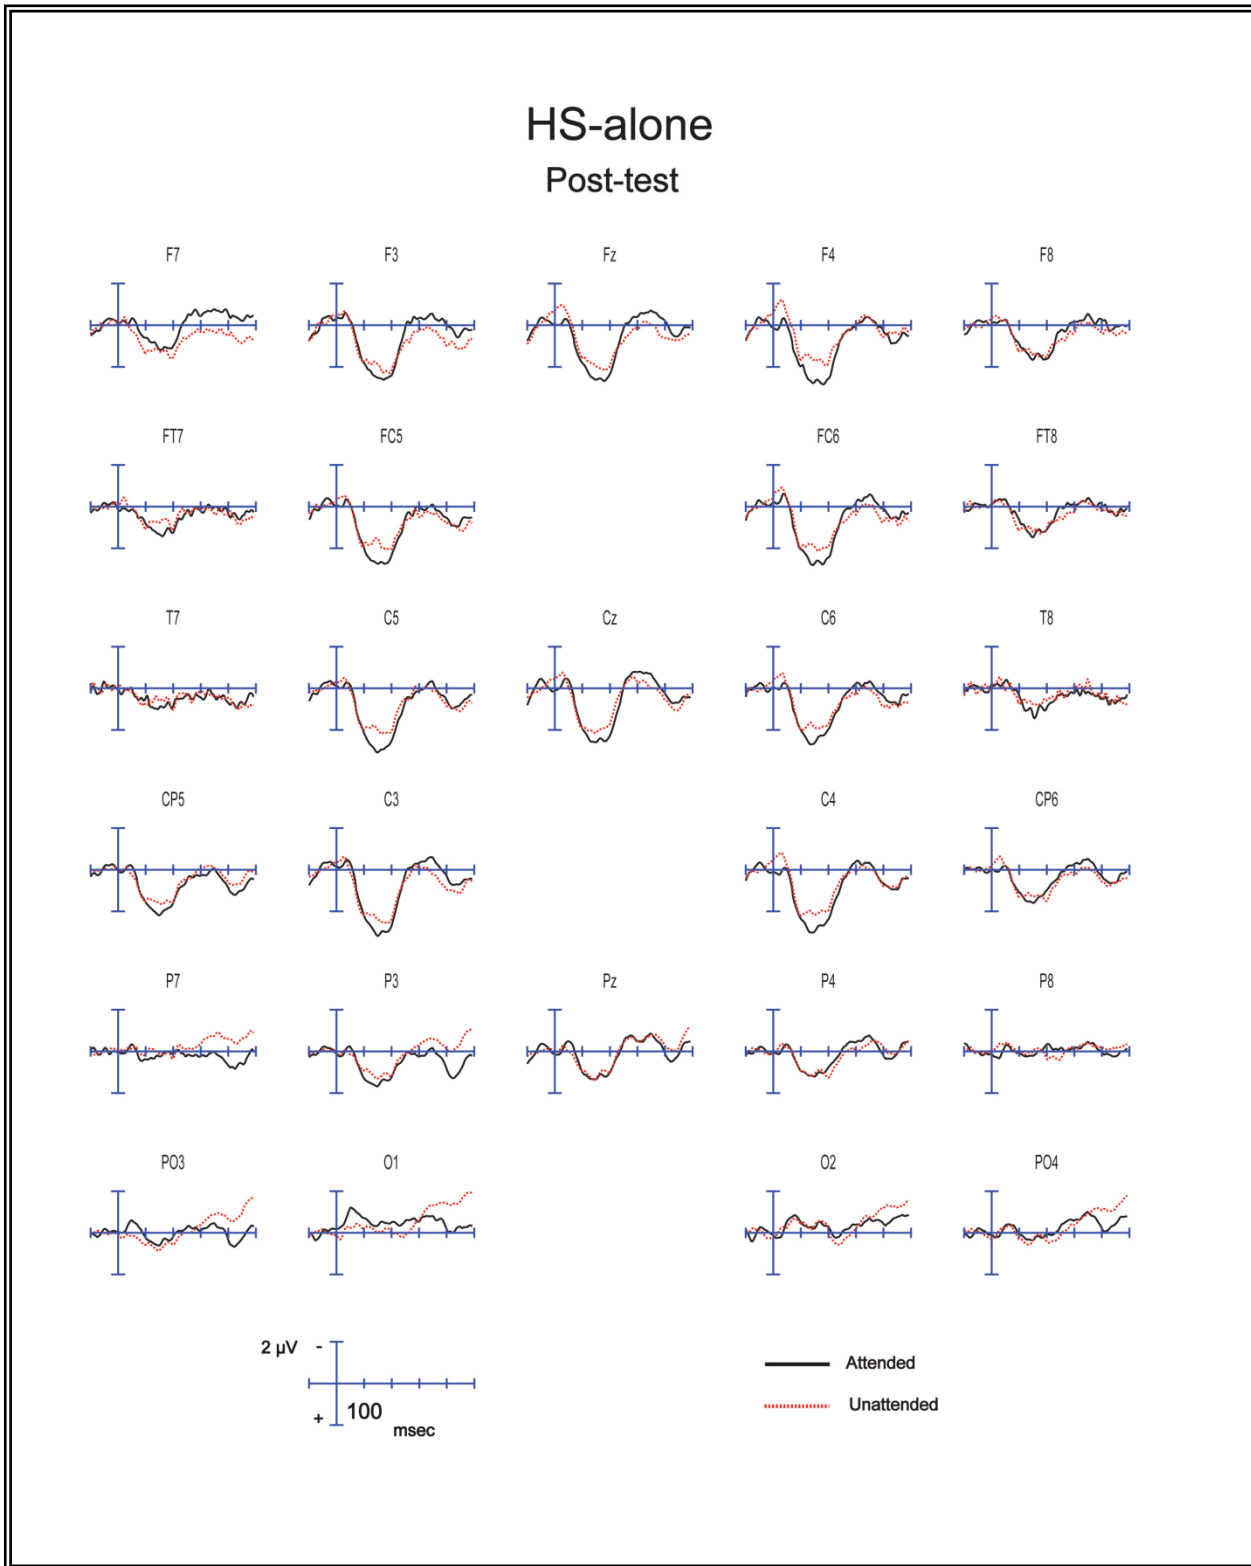 HS-alone
Post-test
F7 F3 Fz F4 F8
FT7 FC5 FC6 FT8
T7 C5 Cz C6 T8
CP5 C3 C4 CP6
P7 P3 Pz P4 P8
PO3 O1 O2 PO4
2 µV -
+ 100
msec
Attended
Unattended